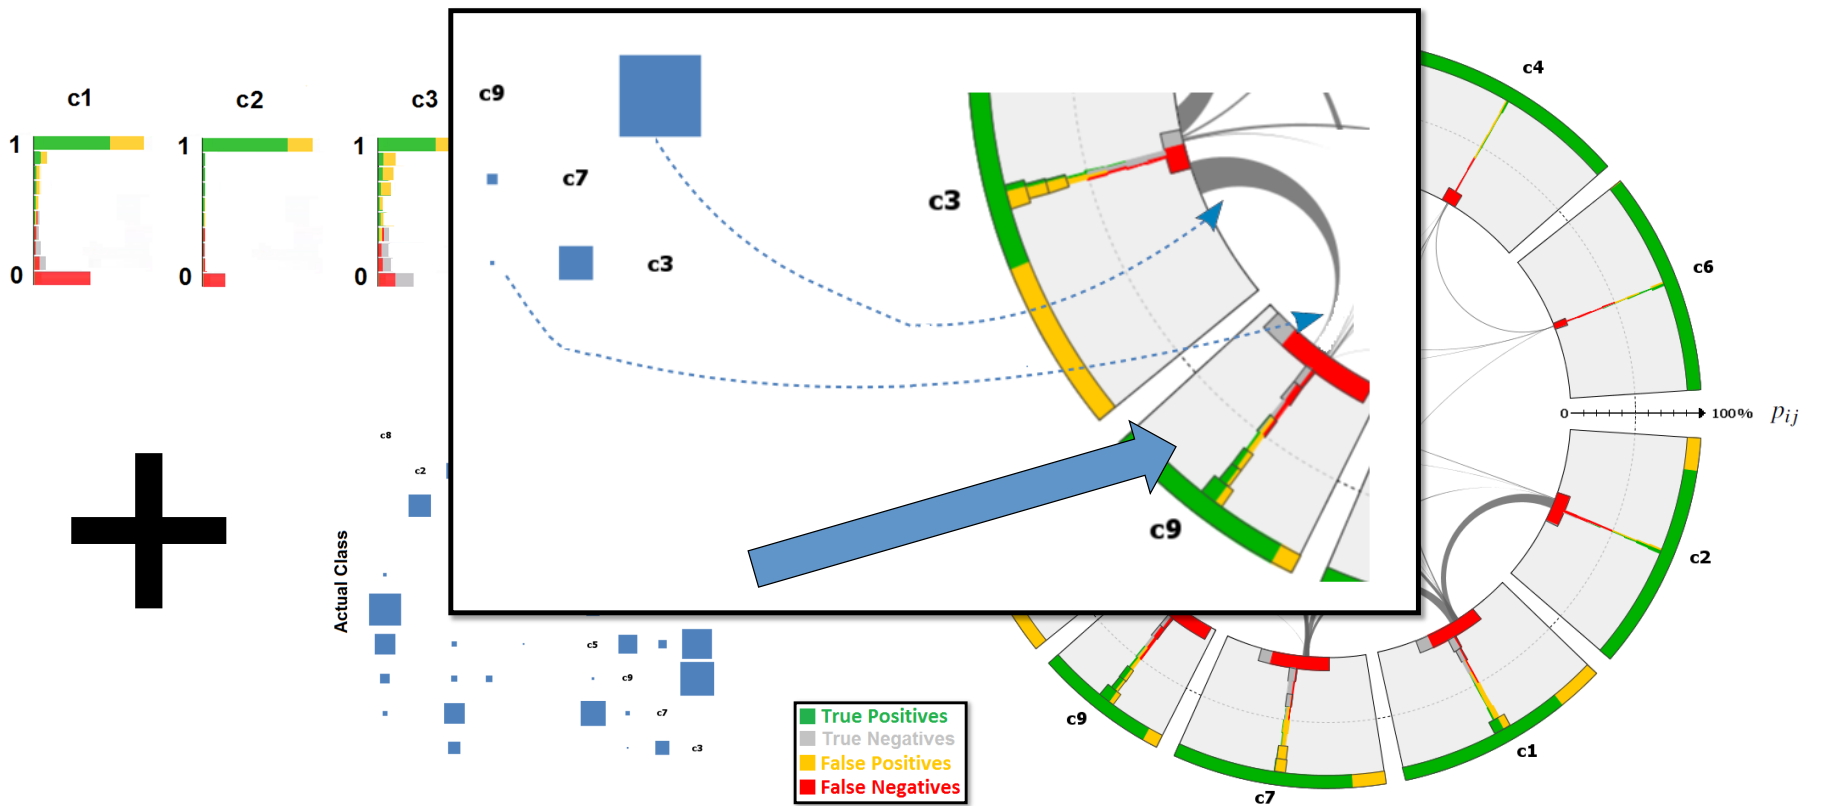 c1
c2
c3
1
0
1
0
1
0
c9
c7
c3
c3
c9
c4
c6
0
100%
pij
c2
c1
c7
c9
Actual Class
c8
c2
c5
c9
c7
c3
True Positives
True Negatives
False Positives
False Negatives